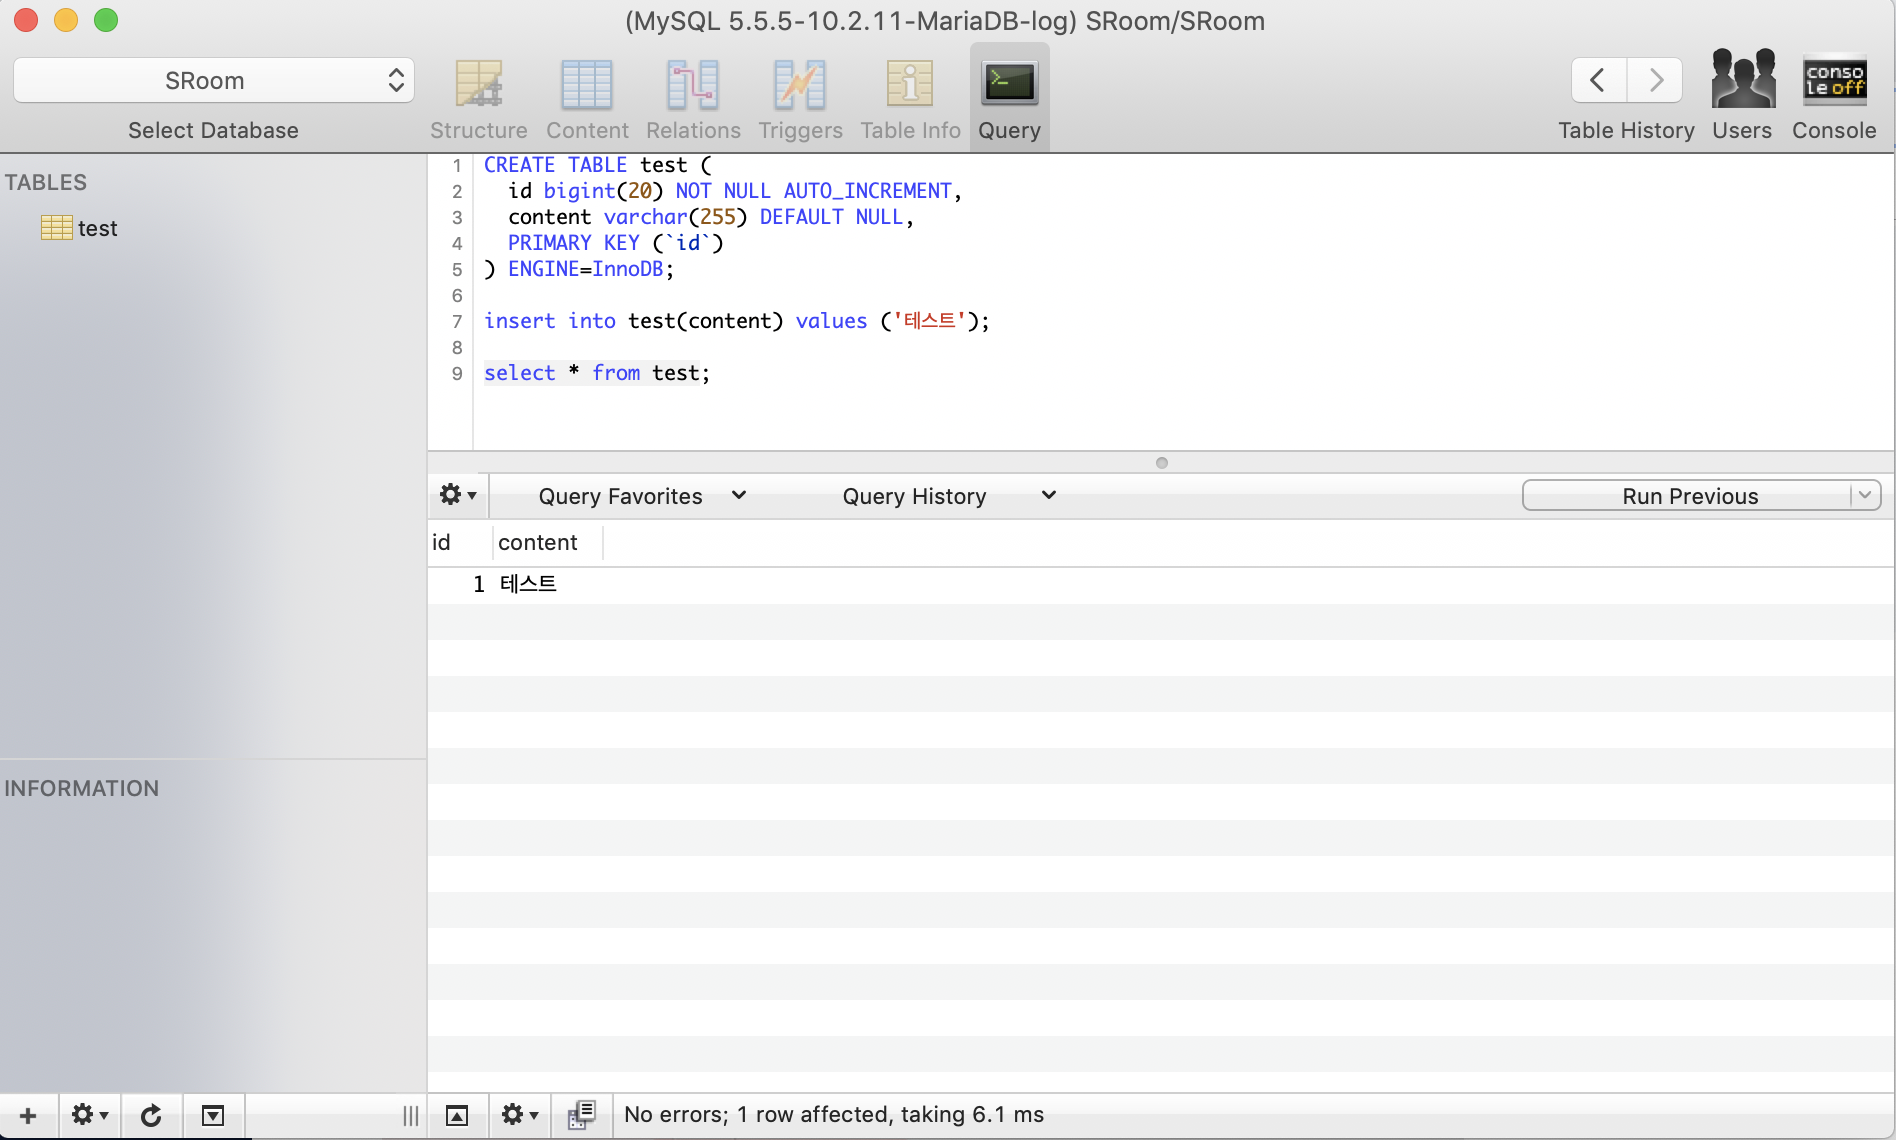 (MySQL 5.5.5-10.2.11-MariaDB-log) SRoom/SRoom
SRoom
Select Database
Structure Content Relations Triggers Table Info Query
Table History Users Console
conso
le off
TABLES
test
1 CREATE TABLE test (
2 id bigint(20) NOT NULL AUTO_INCREMENT,
3 content varchar(255) DEFAULT NULL,
4 PRIMARY KEY (`id`)
5 ) ENGINE=InnoDB;
6
7 insert into test(content) values ('테스트');
8
9 select * from test;
Query Favorites Query History Run Previous
id content
1 테스트
INFORMATION
No errors; 1 row affected, taking 6.1 ms